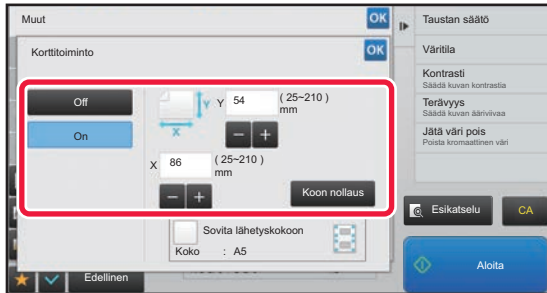 Muut
OK
Korttitoiminto
OK
Off
On
Y
Y
54
( 25~210 )
mm
X
X
86
( 25~210 )
mm
Koon nollaus
Sovita lähetyskokoon
Koko : A5
Edellinen
Taustan säätö
Väritila
Kontrasti
Säädä kuvan kontrastia
Terävyys
Säädä kuvan ääriviivaa
Jätä väri pois
Poista kromaattinen väri
Esikatselu
CA
Aloita